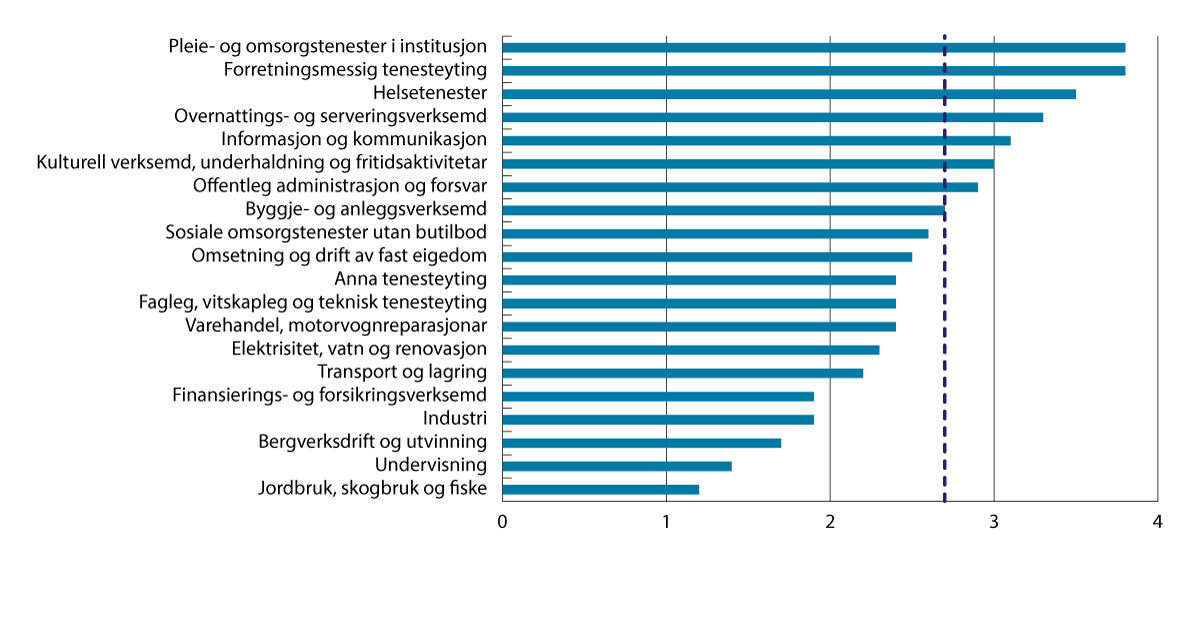 Pleie- og omsorgstenester i institusjon
Forretningsmessig tenesteyting
Helsetenester
Overnattings- og serveringsverksemd
Informasjon og kommunikasjon
Kulturell verksemd, underhaldning og fritidsaktivitetar
Offentleg administrasjon og forsvar
Byggje- og anleggsverksemd
Sosiale omsorgstenester utan butilbod
Omsetning og drift av fast eigedom
Anna tenesteyting
Fagleg, vitskapleg og teknisk tenesteyting
Varehandel, motorvognreparasjonar
Elektrisitet, vatn og renovasjon
Transport og lagring
Finansierings- og forsikringsverksemd
Industri
Bergverksdrift og utvinning
Undervisning
Jordbruk, skogbruk og fiske
0 1 2 3 4